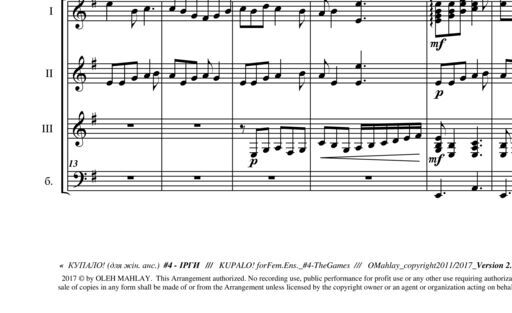 I
mf
II
p
III
p
mf
13
б.
« КУПАЛО! (для жін. анс.) #4 - ІРГИ /// KUPALO! forFem.Ens._#4-TheGames /// OMahlay_copyright2011/2017_Version 2.
2017 © by OLEH MAHLAY. This Arrangement authorized. No recording use, public performance for profit use or any other use requiring authoriza
sale of copies in any form shall be made of or from the Arrangement unless licensed by the copyright owner or an agent or organization acting on behal